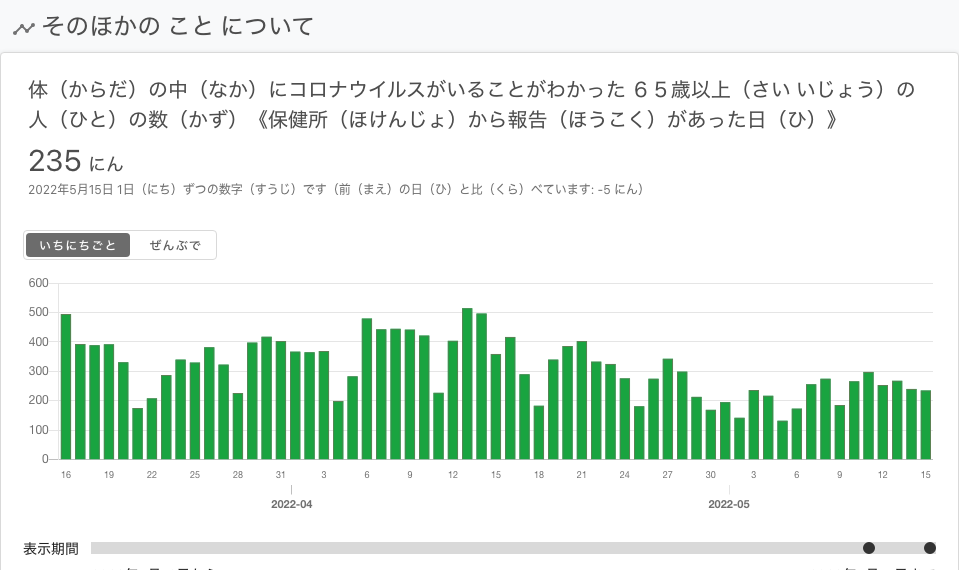 そのほかの こと について
体（からだ）の中（なか）にコロナウイルスがいることがわかった ６５歳以上（さい いじょう）の
人（ひと）の数（かず）《保健所（ほけんじょ）から報告（ほうこく）があった日（ひ）》
235 にん
2022年5月15日 1日（にち）ずつの数字（すうじ）です（前（まえ）の日（ひ）と比（くら）べています: -5 にん）
いちにちごと ぜんぶで
600
500
400
300
200
100
0
16 19 22 25 28 31 3 6 9 12 15 18 21 24 27 30 3 6 9 12 15
2022-04 2022-05
表示期間